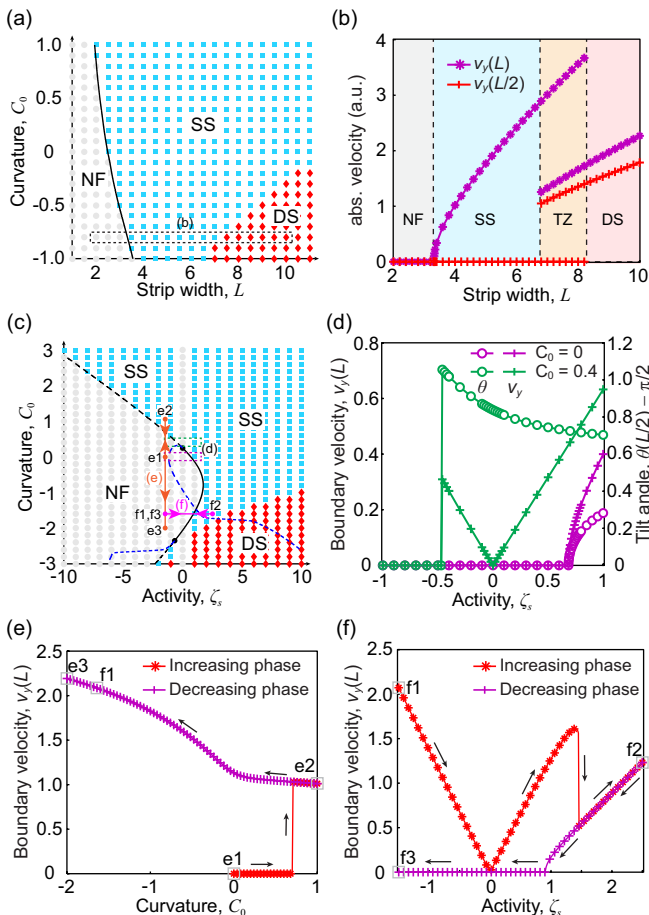 (a)
Curvature, C₀
1.0
0.5
0
-0.5
-1.0
NF
SS
DS
(b)
2 4 6 8 10
Strip width, L
(b)
abs. velocity (a.u.)
4
3
2
1
0
v_y(L)
v_y(L/2)
NF
SS
TZ
DS
2 4 6 8 10
Strip width, L
(c)
Curvature, C₀
3
2
1
0
-1
-2
-3
SS
SS
NF
DS
e2
e1
(d)
(e)
(f)
f1,f3
f2
e3
-10 -5 0 5 10
Activity, ζₛ
(d)
Boundary velocity, v_y(L)
0.8
0.6
0.4
0.2
0
C₀ = 0
C₀ = 0.4
θ v_y
1.2
1.0
0.8
0.6
0.4
0.2
0
Tilt angle, θ(L/2) − π/2
-1 -0.5 0 0.5 1
Activity, ζₛ
(e)
Boundary velocity, v_y(L)
2.5
2.0
1.5
1.0
0.5
0
e3
f1
Increasing phase
Decreasing phase
e2
e1
-2 -1 0 1
Curvature, C₀
(f)
Boundary velocity, v_y(L)
2.5
2.0
1.5
1.0
0.5
0
f1
Increasing phase
Decreasing phase
f2
f3
-1 0 1 2
Activity, ζₛ